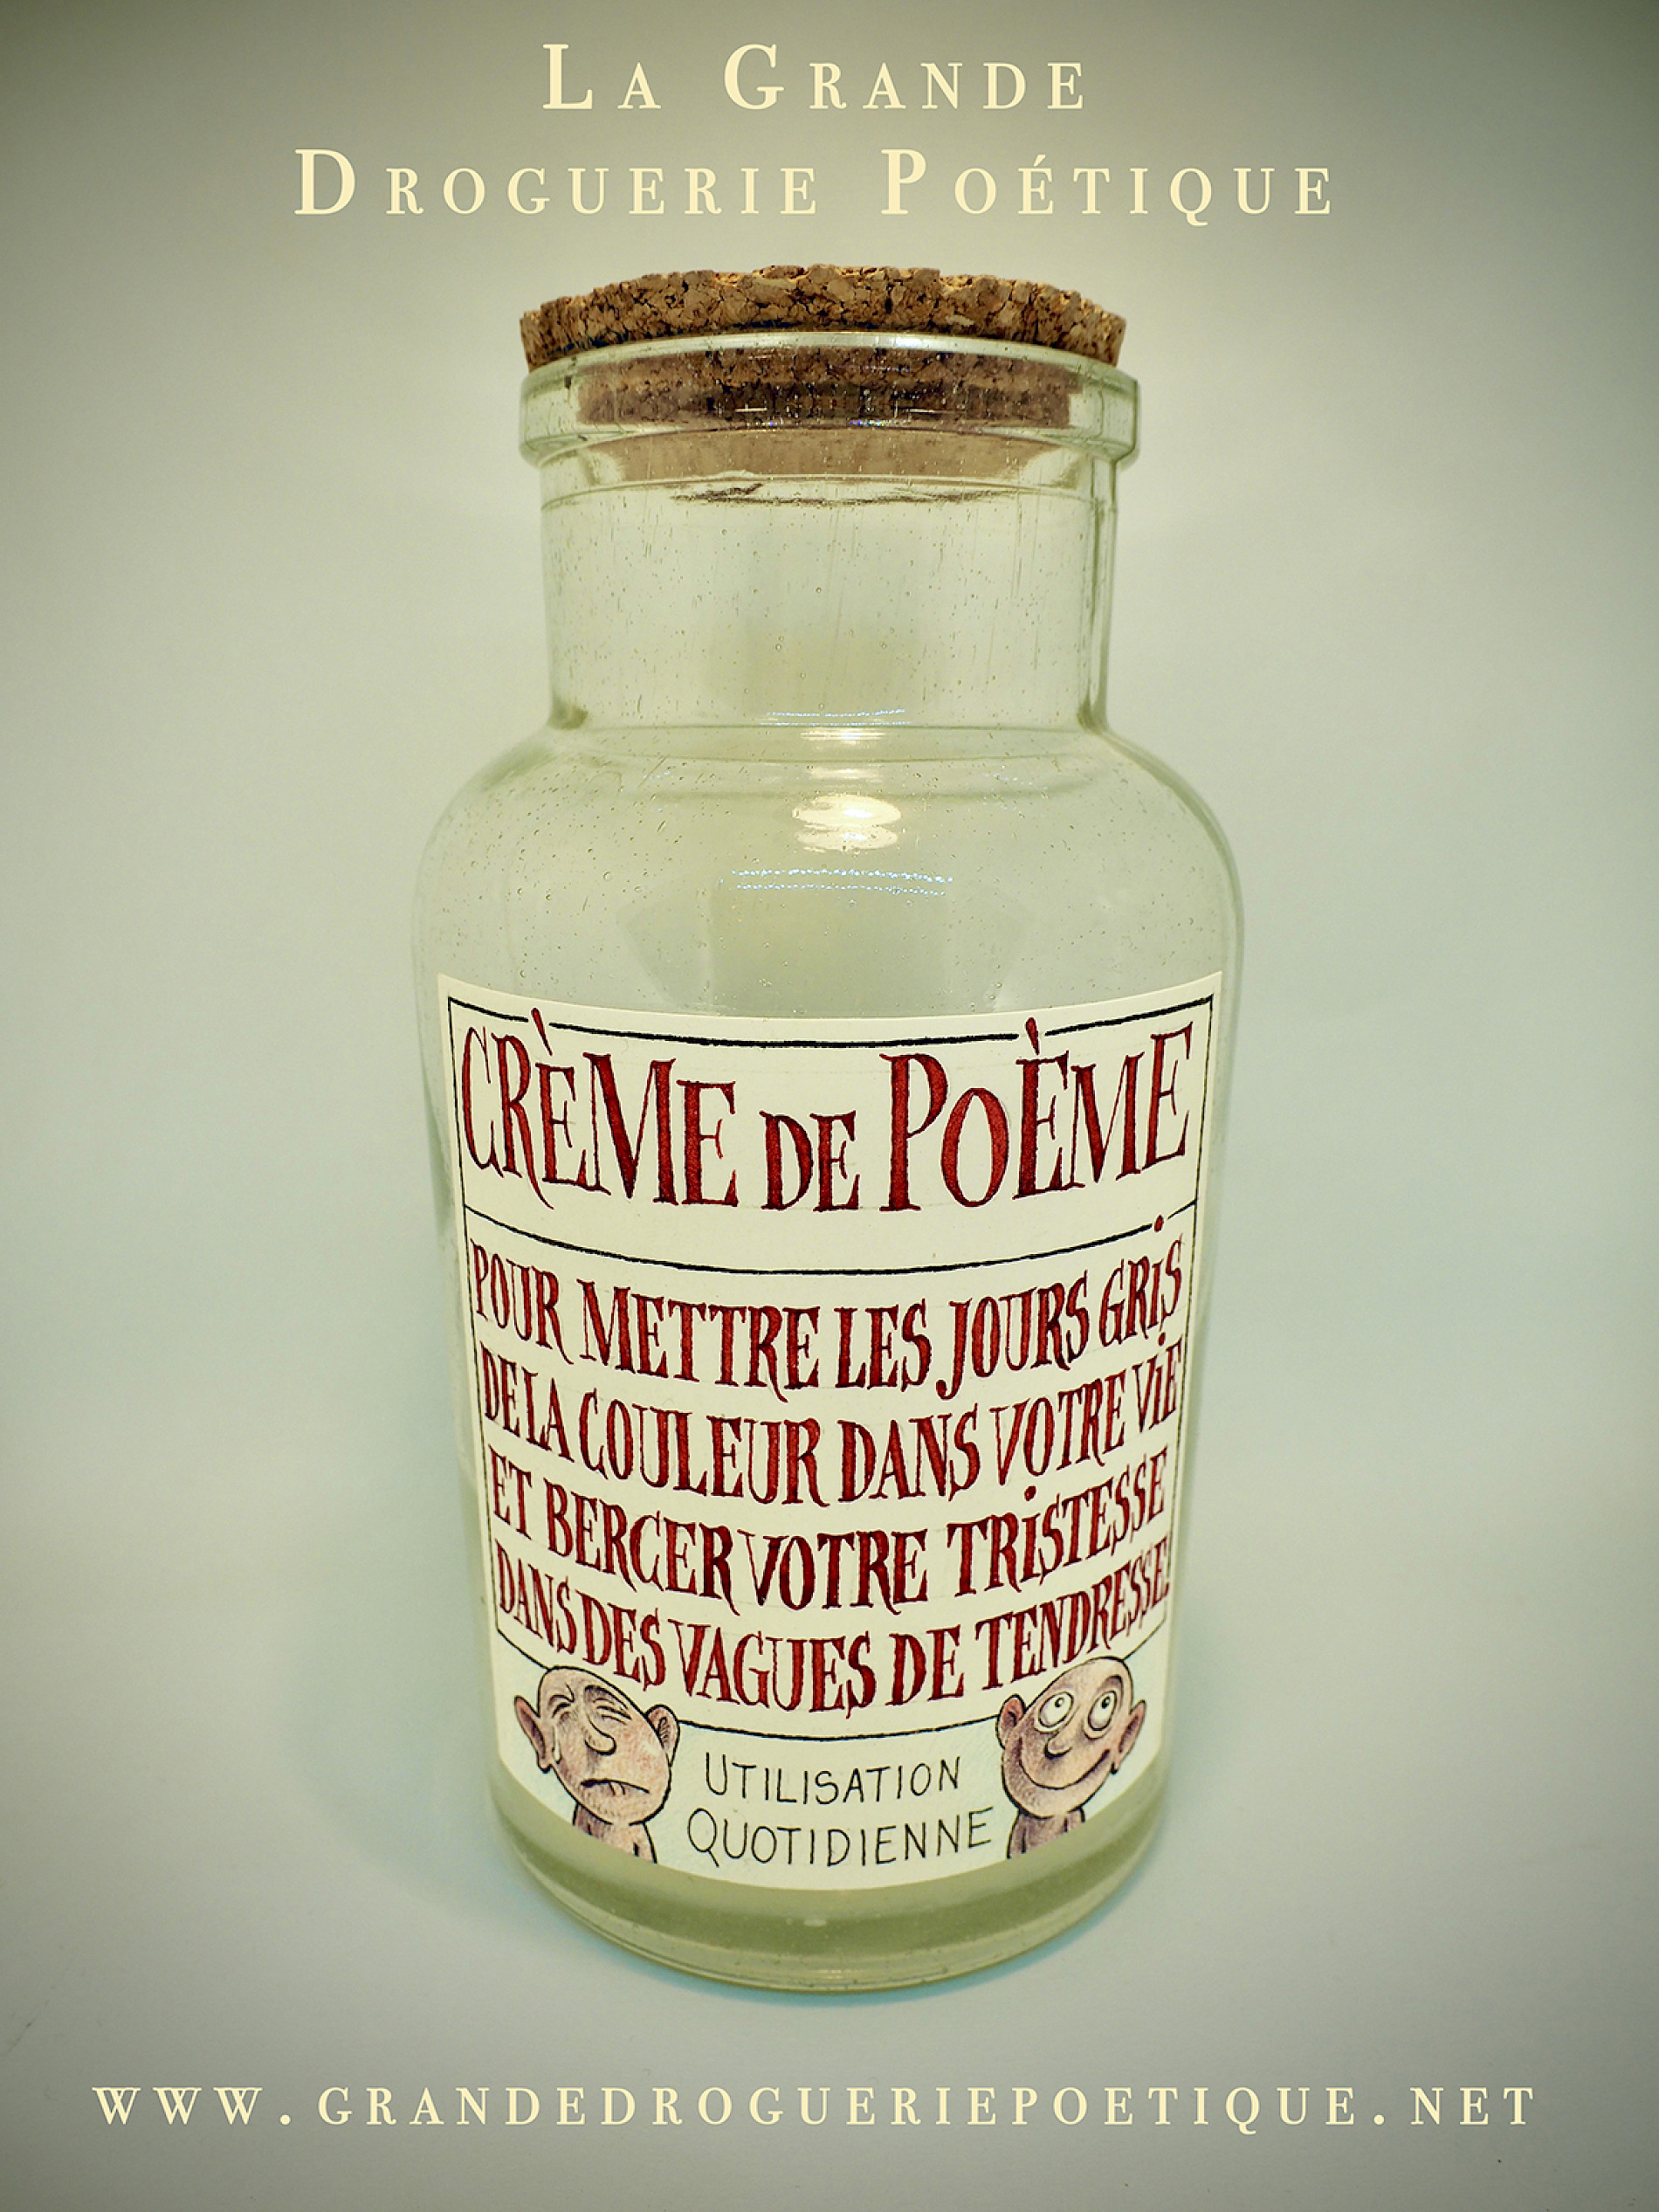 La Grande
Droguerie Poétique
CRÈME DE POÈME
POUR METTRE LES JOURS GRIS
DE LA COULEUR DANS VOTRE VIE
ET BERCER VOTRE TRISTESSE
DANS DES VAGUES DE TENDRESSE!
UTILISATION
QUOTIDIENNE
www.grandedrogueriepoetique.net